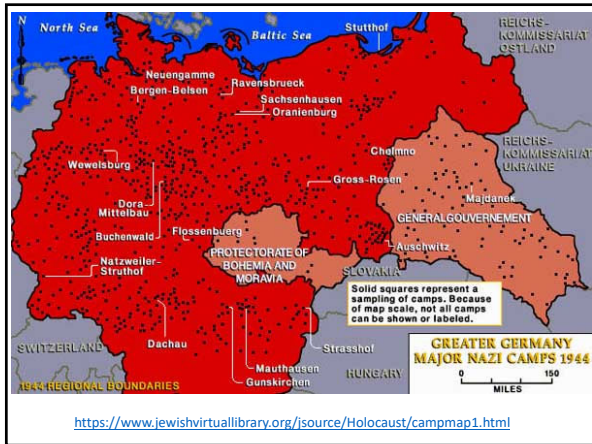 N
North Sea
Baltic Sea
Stutthof
REICHS-
KOMMISSARIAT
OSTLAND
Neuengamme
Bergen-Belsen
Ravensbrueck
Sachsenhausen
Oranienburg
Chelmno
REICHS-
KOMMISSARIAT
UKRAINE
Wewelsburg
Gross-Rosen
Majdanek
Dora-
Mittelbau
GENERALGOUVERNEMENT
Buchenwald
Flossenbuerg
Auschwitz
PROTECTORATE OF
BOHEMIA AND
MORAVIA
Natzweiler-
Struthof
SLOVAKIA
Solid squares represent a
sampling of camps. Because
of map scale, not all camps
can be shown or labeled.
SWITZERLAND
Dachau
Strasshof
Mauthausen
Gunskirchen
HUNGARY
GREATER GERMANY
MAJOR NAZI CAMPS 1944
0 150
MILES
1944 REGIONAL BOUNDARIES
https://www.jewishvirtuallibrary.org/jsource/Holocaust/campmap1.html